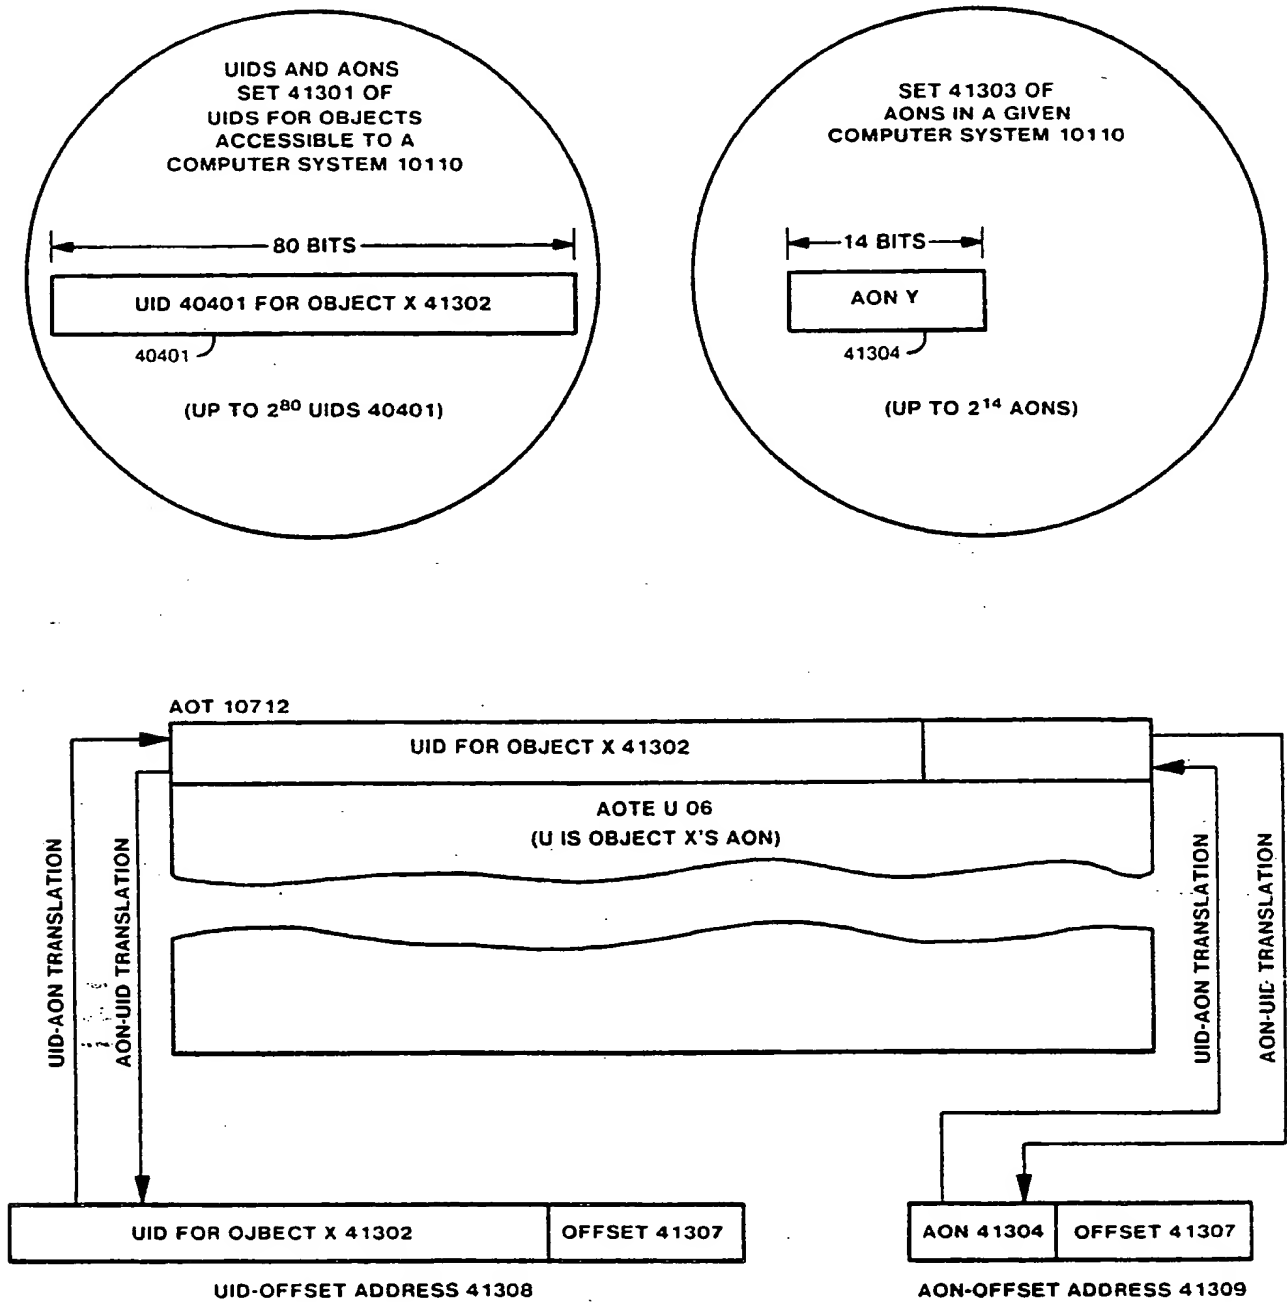 UIDS AND AONS
SET 41301 OF
UIDS FOR OBJECTS
ACCESSIBLE TO A
COMPUTER SYSTEM 10110
80 BITS
UID 40401 FOR OBJECT X 41302
40401
(UP TO 2⁸⁰ UIDS 40401)
SET 41303 OF
AONS IN A GIVEN
COMPUTER SYSTEM 10110
14 BITS
AON Y
41304
(UP TO 2¹⁴ AONS)
AOT 10712
UID FOR OBJECT X 41302
AOTE U 06
(U IS OBJECT X'S AON)
UID-AON TRANSLATION
AON-UID TRANSLATION
UID-AON TRANSLATION
AON-UID TRANSLATION
UID FOR OJBECT X 41302
OFFSET 41307
UID-OFFSET ADDRESS 41308
AON 41304
OFFSET 41307
AON-OFFSET ADDRESS 41309